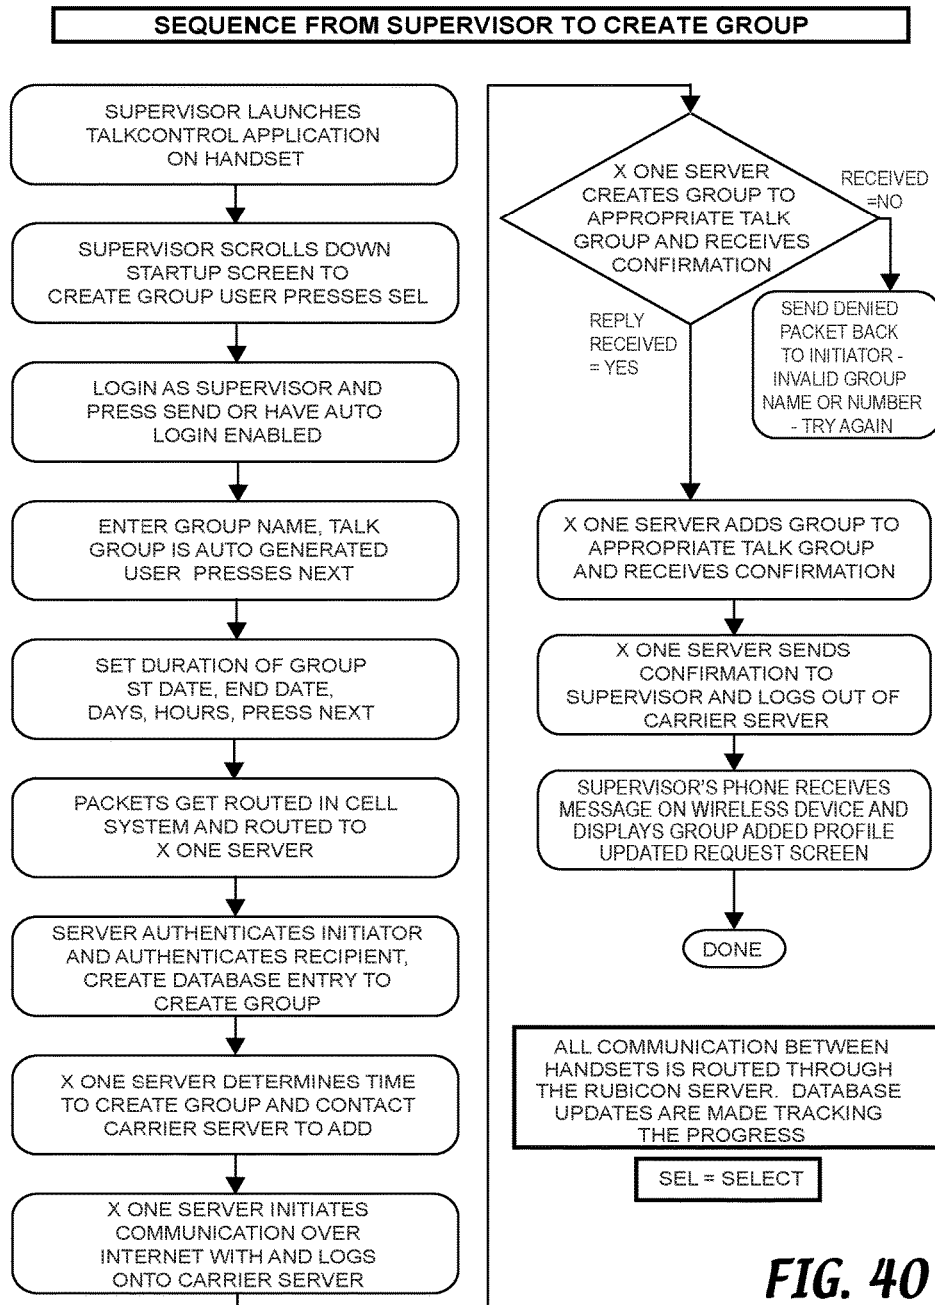 SEQUENCE FROM SUPERVISOR TO CREATE GROUP
SUPERVISOR LAUNCHES
TALKCONTROL APPLICATION
ON HANDSET
SUPERVISOR SCROLLS DOWN
STARTUP SCREEN TO
CREATE GROUP USER PRESSES SEL
LOGIN AS SUPERVISOR AND
PRESS SEND OR HAVE AUTO
LOGIN ENABLED
ENTER GROUP NAME, TALK
GROUP IS AUTO GENERATED
USER PRESSES NEXT
SET DURATION OF GROUP
ST DATE, END DATE,
DAYS, HOURS, PRESS NEXT
PACKETS GET ROUTED IN CELL
SYSTEM AND ROUTED TO
X ONE SERVER
SERVER AUTHENTICATES INITIATOR
AND AUTHENTICATES RECIPIENT,
CREATE DATABASE ENTRY TO
CREATE GROUP
X ONE SERVER DETERMINES TIME
TO CREATE GROUP AND CONTACT
CARRIER SERVER TO ADD
X ONE SERVER INITIATES
COMMUNICATION OVER
INTERNET WITH AND LOGS
ONTO CARRIER SERVER
X ONE SERVER
CREATES GROUP TO
APPROPRIATE TALK
GROUP AND RECEIVES
CONFIRMATION
RECEIVED
=NO
SEND DENIED
PACKET BACK
TO INITIATOR -
INVALID GROUP
NAME OR NUMBER
- TRY AGAIN
REPLY
RECEIVED
= YES
X ONE SERVER ADDS GROUP TO
APPROPRIATE TALK GROUP
AND RECEIVES CONFIRMATION
X ONE SERVER SENDS
CONFIRMATION TO
SUPERVISOR AND LOGS OUT OF
CARRIER SERVER
SUPERVISOR'S PHONE RECEIVES
MESSAGE ON WIRELESS DEVICE AND
DISPLAYS GROUP ADDED PROFILE
UPDATED REQUEST SCREEN
DONE
ALL COMMUNICATION BETWEEN
HANDSETS IS ROUTED THROUGH
THE RUBICON SERVER. DATABASE
UPDATES ARE MADE TRACKING
THE PROGRESS
SEL = SELECT
FIG. 40